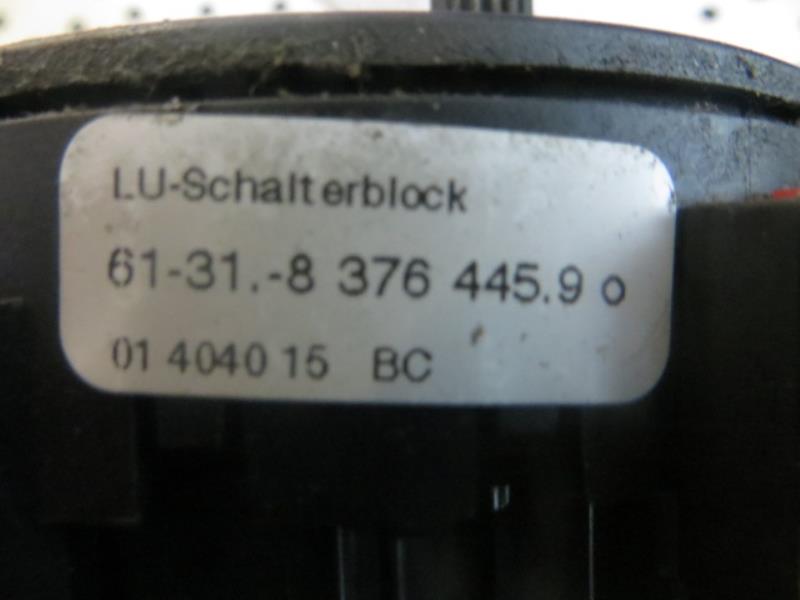 LU-Schalterblock
61-31.-8 376 445.9 o
01 4040 15 BC